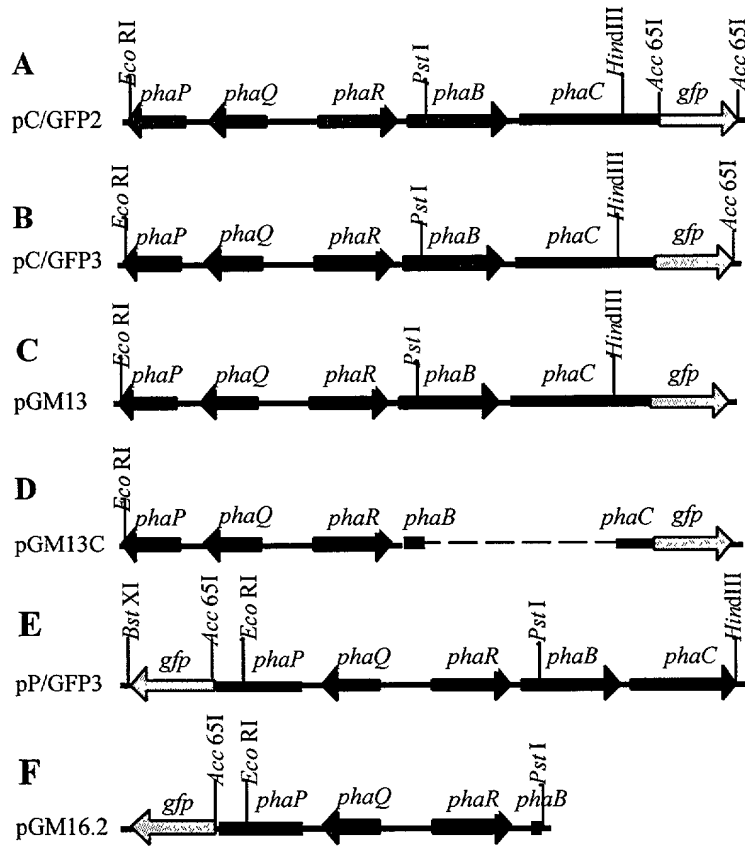 A
pC/GFP2
Eco RI
phaP
phaQ
phaR
Pst I
phaB
phaC
HindIII
Acc 65I
gfp
Acc 65I
B
pC/GFP3
Eco RI
phaP
phaQ
phaR
Pst I
phaB
phaC
HindIII
gfp
Acc 65I
C
pGM13
Eco RI
phaP
phaQ
phaR
Pst I
phaB
phaC
HindIII
gfp
D
pGM13C
Eco RI
phaP
phaQ
phaR
phaB
phaC
gfp
E
pP/GFP3
Bst XI
gfp
Acc 65I
Eco RI
phaP
phaQ
phaR
Pst I
phaB
phaC
HindIII
F
pGM16.2
gfp
Acc 65I
Eco RI
phaP
phaQ
phaR
phaB
Pst I